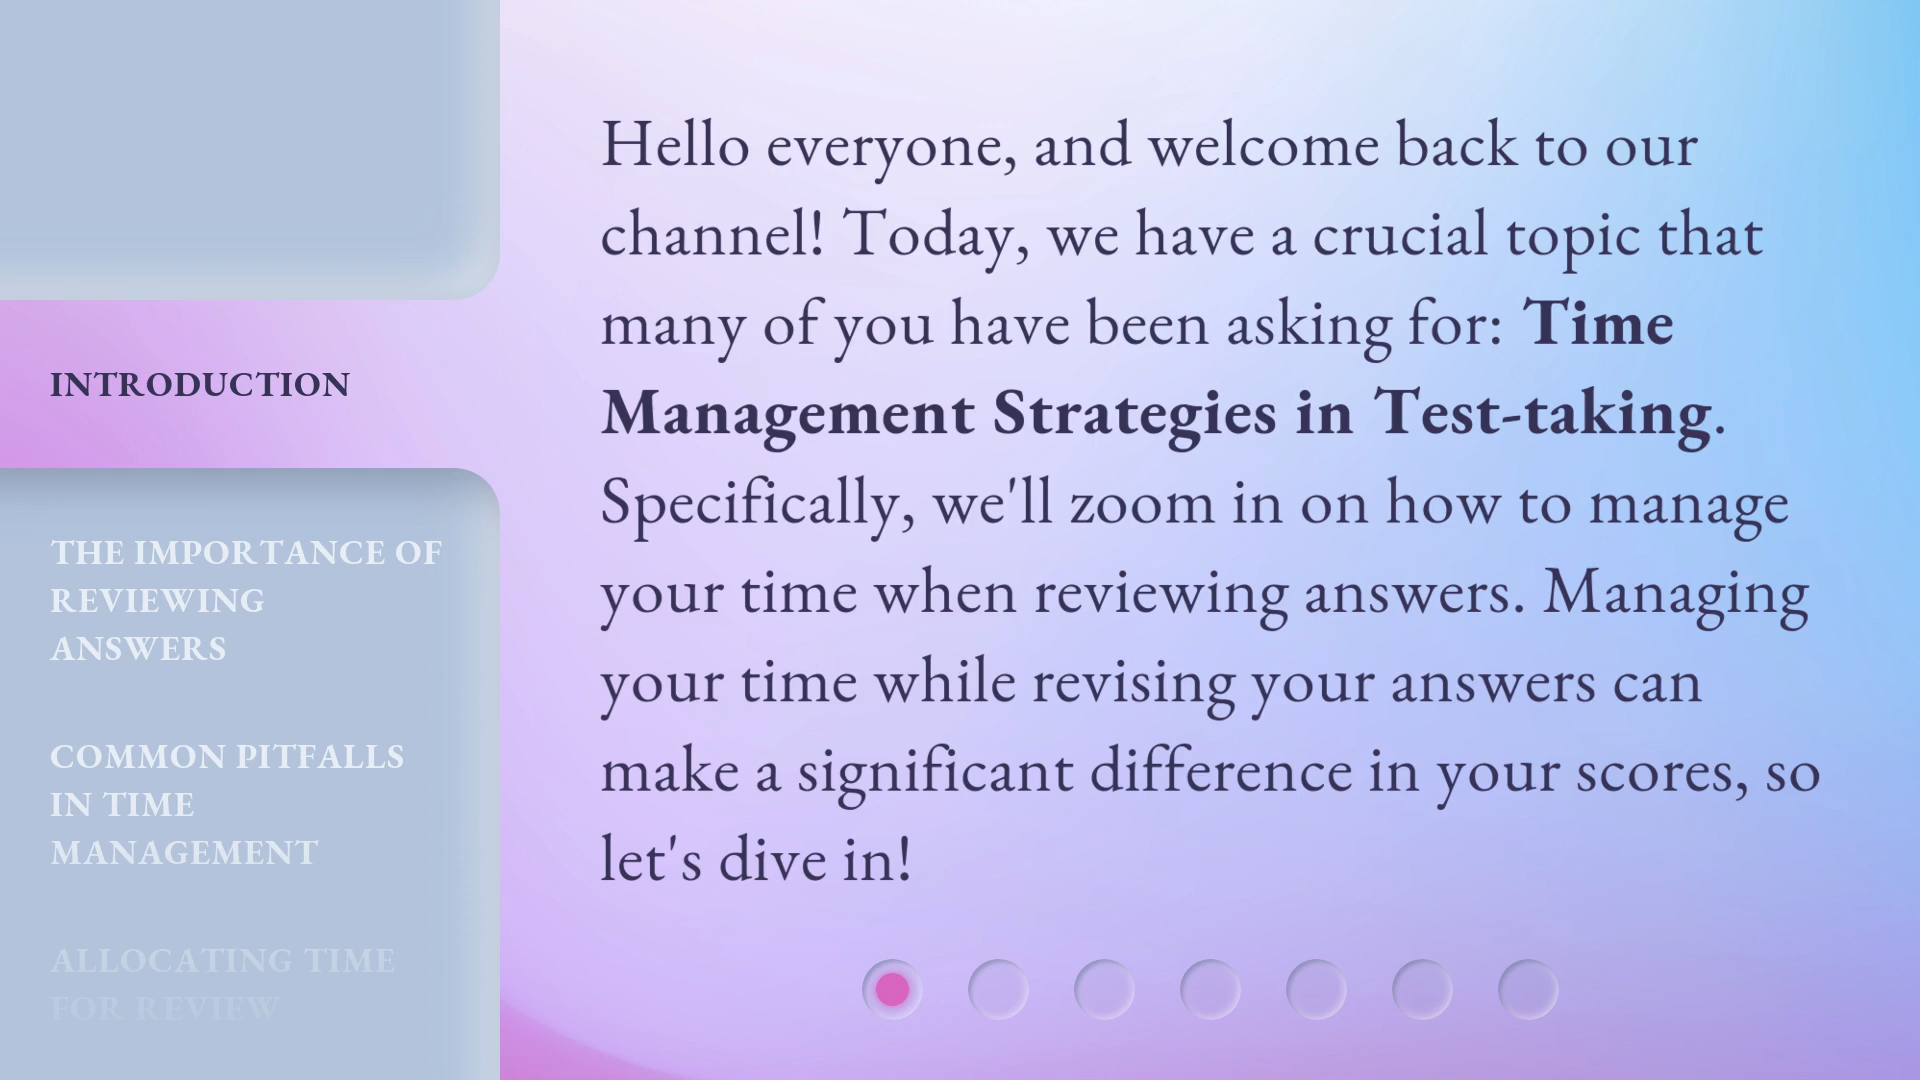 INTRODUCTION
THE IMPORTANCE OF
REVIEWING
ANSWERS
COMMON PITFALLS
IN TIME
MANAGEMENT
ALLOCATING TIME
FOR REVIEW
Hello everyone, and welcome back to our
channel! Today, we have a crucial topic that
many of you have been asking for: Time
Management Strategies in Test-taking.
Specifically, we'll zoom in on how to manage
your time when reviewing answers. Managing
your time while revising your answers can
make a significant difference in your scores, so
let's dive in!